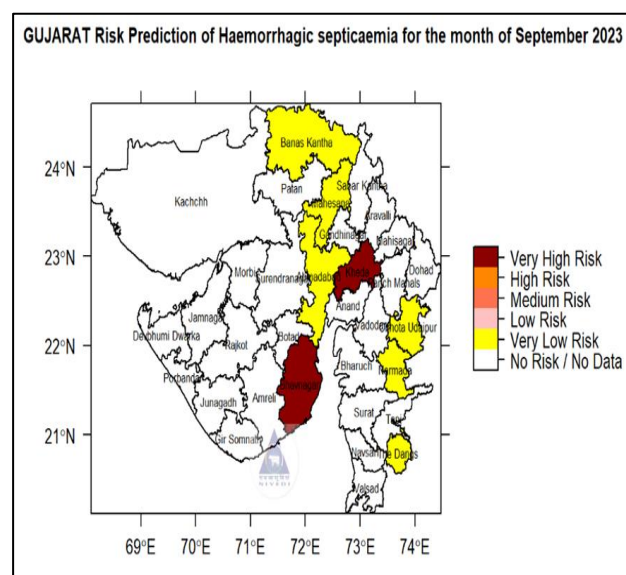 GUJARAT Risk Prediction of Haemorrhagic septicaemia for the month of September 2023
24°N
23°N
22°N
21°N
Banas Kantha
Patan
Sabar Kantha
Mahesana
Kachchh
Aravalli
Gandhinagar
Mahisagar
Morbi
Surendranagar
Ahmadabad
Kheda
Panch Mahals
Dohad
Jamnagar
Anand
Devbhumi Dwarka
Rajkot
Botad
Vadodara
Chhota Udaipur
Porbandar
Bhavnagar
Bharuch
Narmada
Junagadh
Amreli
Surat
Tapi
Gir Somnath
Navsari
The Dangs
Valsad
NIVEDI
69°E 70°E 71°E 72°E 73°E 74°E
Very High Risk
High Risk
Medium Risk
Low Risk
Very Low Risk
No Risk / No Data